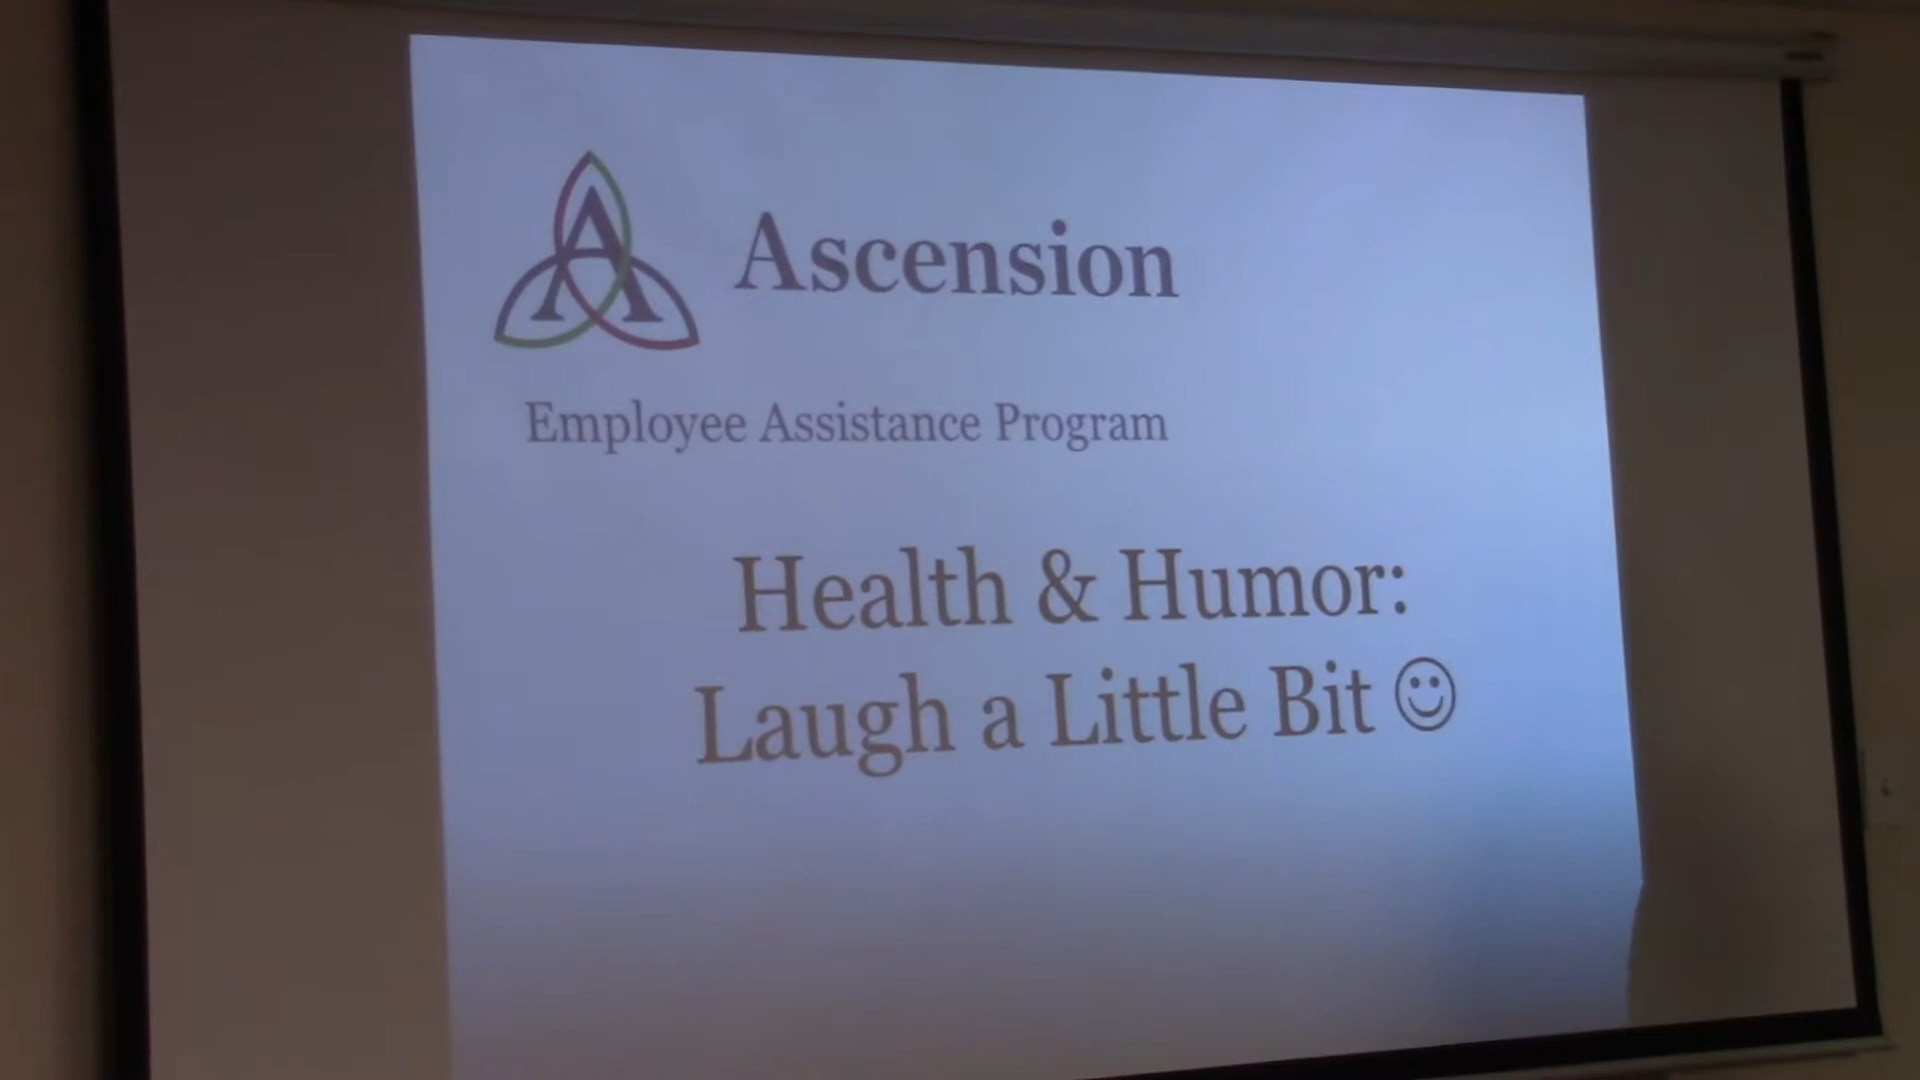 A
Ascension
Employee Assistance Program
Health & Humor:
Laugh a Little Bit ☺